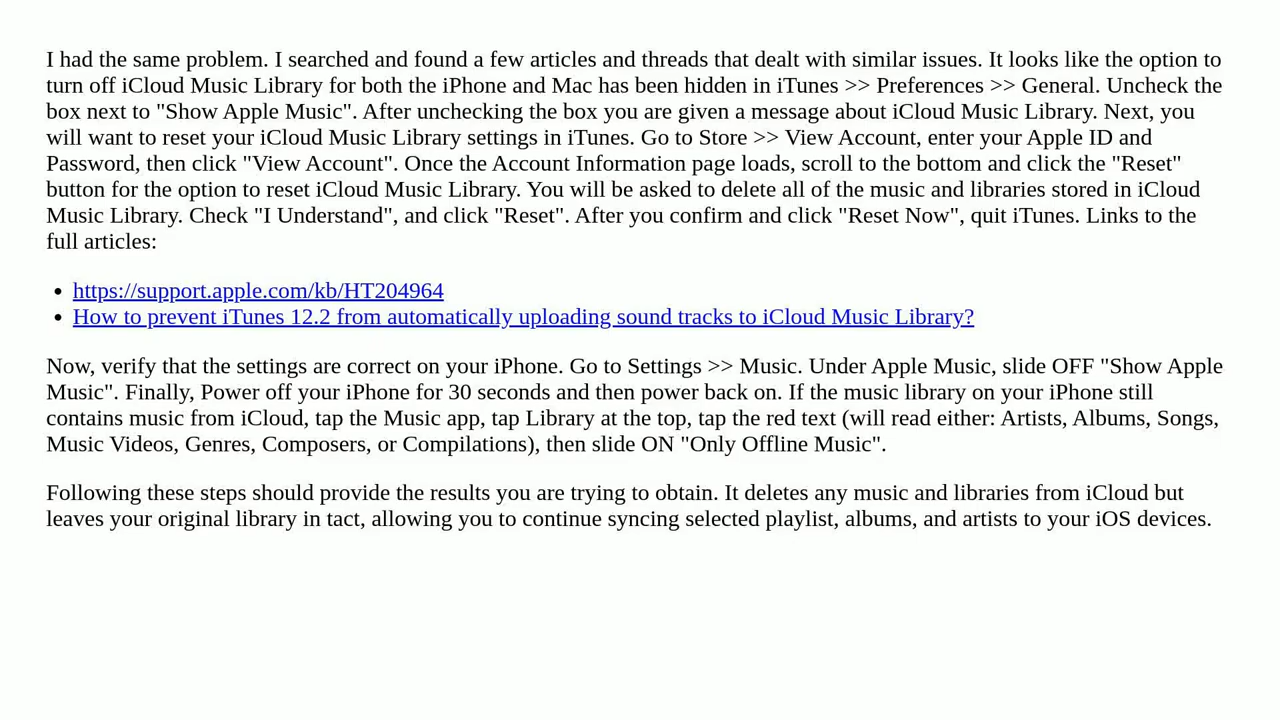 I had the same problem. I searched and found a few articles and threads that dealt with similar issues. It looks like the option to
turn off iCloud Music Library for both the iPhone and Mac has been hidden in iTunes >> Preferences >> General. Uncheck the
box next to "Show Apple Music". After unchecking the box you are given a message about iCloud Music Library. Next, you
will want to reset your iCloud Music Library settings in iTunes. Go to Store >> View Account, enter your Apple ID and
Password, then click "View Account". Once the Account Information page loads, scroll to the bottom and click the "Reset"
button for the option to reset iCloud Music Library. You will be asked to delete all of the music and libraries stored in iCloud
Music Library. Check "I Understand", and click "Reset". After you confirm and click "Reset Now", quit iTunes. Links to the
full articles:
• https://support.apple.com/kb/HT204964
• How to prevent iTunes 12.2 from automatically uploading sound tracks to iCloud Music Library?
Now, verify that the settings are correct on your iPhone. Go to Settings >> Music. Under Apple Music, slide OFF "Show Apple
Music". Finally, Power off your iPhone for 30 seconds and then power back on. If the music library on your iPhone still
contains music from iCloud, tap the Music app, tap Library at the top, tap the red text (will read either: Artists, Albums, Songs,
Music Videos, Genres, Composers, or Compilations), then slide ON "Only Offline Music".
Following these steps should provide the results you are trying to obtain. It deletes any music and libraries from iCloud but
leaves your original library in tact, allowing you to continue syncing selected playlist, albums, and artists to your iOS devices.